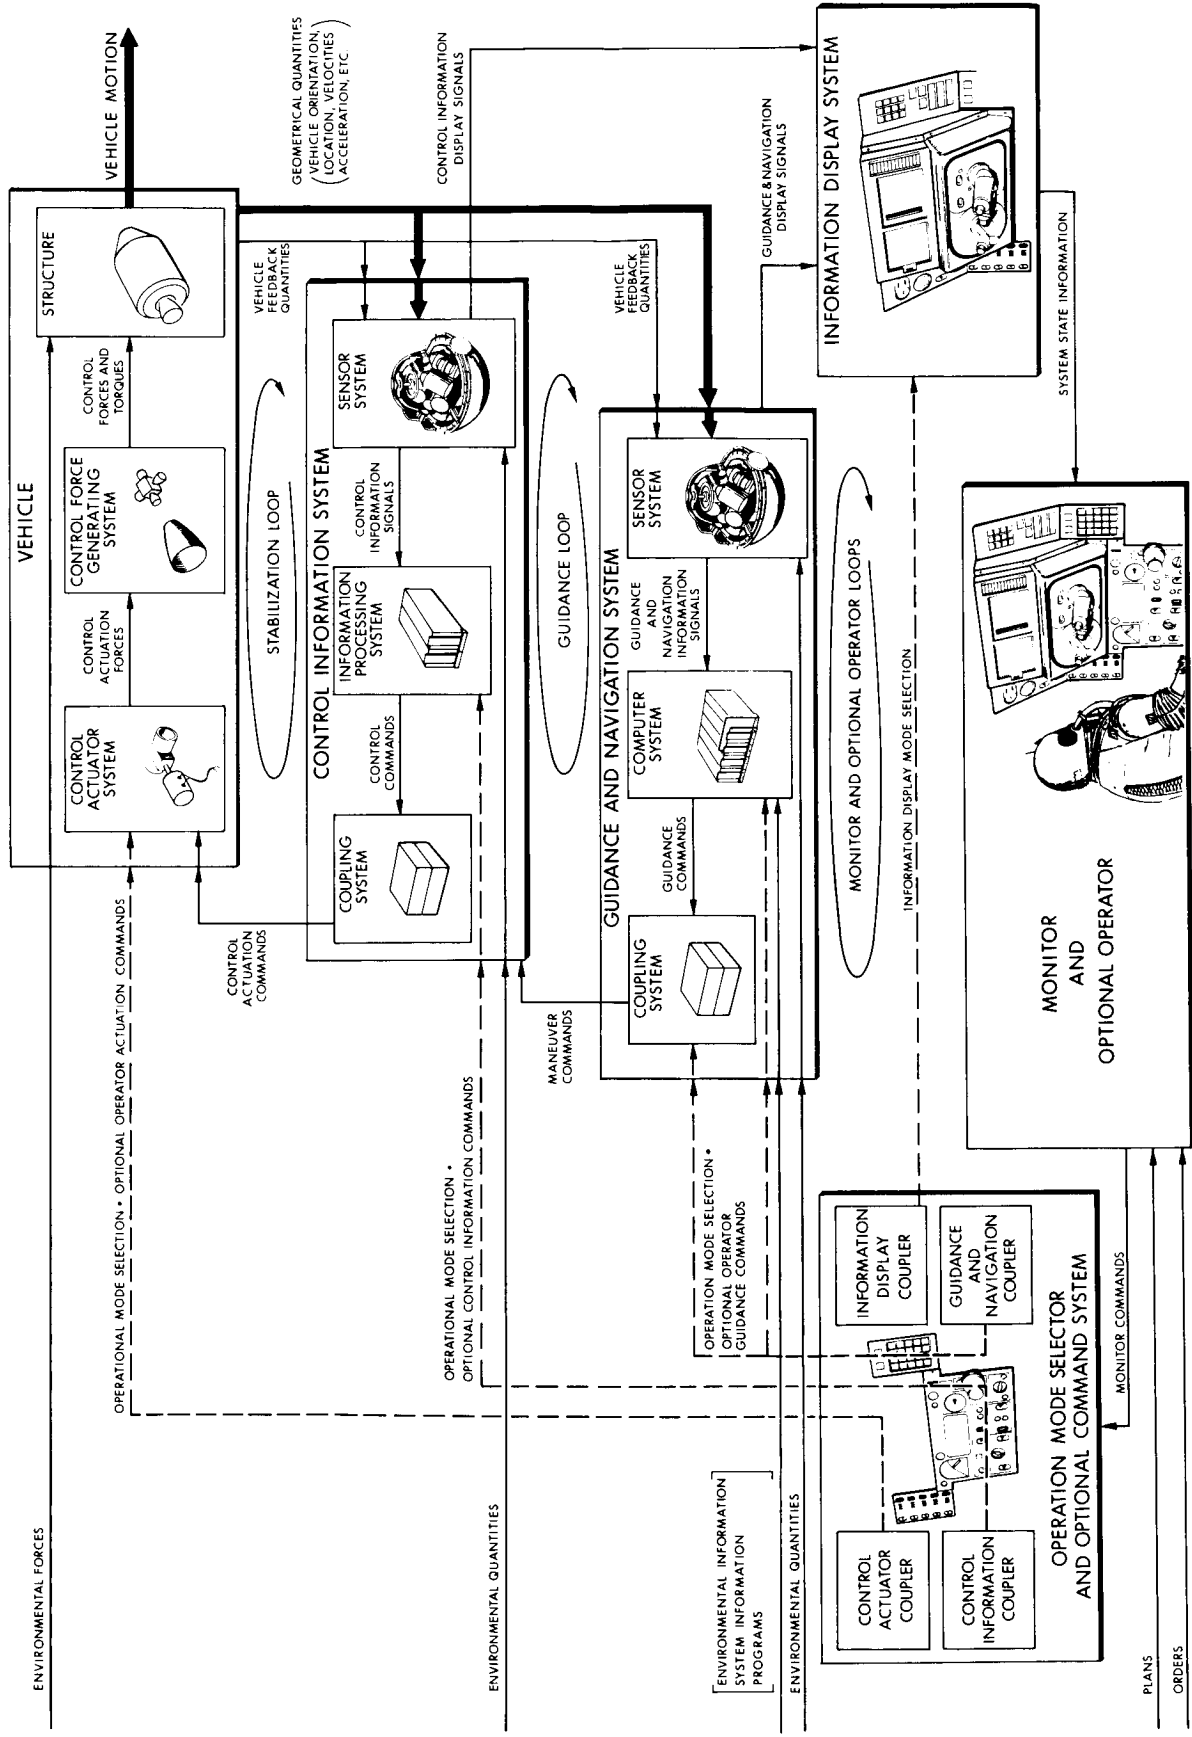 VEHICLE
CONTROL
ACTUATOR
SYSTEM
CONTROL
ACTUATION
FORCES
CONTROL FORCE
GENERATING
SYSTEM
CONTROL
FORCES AND
TORQUES
STRUCTURE
VEHICLE MOTION
ENVIRONMENTAL FORCES
OPERATIONAL MODE SELECTION • OPTIONAL OPERATOR ACTUATION COMMANDS
CONTROL
ACTUATION
COMMANDS
STABILIZATION LOOP
VEHICLE
FEEDBACK
QUANTITIES
GEOMETRICAL QUANTITIES
(VEHICLE ORIENTATION,
LOCATION, VELOCITIES
ACCELERATION, ETC.)
CONTROL INFORMATION SYSTEM
COUPLING
SYSTEM
CONTROL
COMMANDS
INFORMATION
PROCESSING
SYSTEM
CONTROL
INFORMATION
SIGNALS
SENSOR
SYSTEM
CONTROL INFORMATION
DISPLAY SIGNALS
OPERATIONAL MODE SELECTION •
OPTIONAL CONTROL INFORMATION COMMANDS
ENVIRONMENTAL QUANTITIES
MANEUVER
COMMANDS
GUIDANCE LOOP
VEHICLE
FEEDBACK
QUANTITIES
GUIDANCE AND NAVIGATION SYSTEM
COUPLING
SYSTEM
GUIDANCE
COMMANDS
COMPUTER
SYSTEM
GUIDANCE
AND
NAVIGATION
INFORMATION
SIGNALS
SENSOR
SYSTEM
GUIDANCE & NAVIGATION
DISPLAY SIGNALS
OPERATION MODE SELECTION •
OPTIONAL OPERATOR
GUIDANCE COMMANDS
[ENVIRONMENTAL INFORMATION
SYSTEM INFORMATION
PROGRAMS]
ENVIRONMENTAL QUANTITIES
MONITOR AND OPTIONAL OPERATOR LOOPS
INFORMATION DISPLAY SYSTEM
INFORMATION DISPLAY MODE SELECTION
SYSTEM STATE INFORMATION
CONTROL
ACTUATOR
COUPLER
INFORMATION
DISPLAY
COUPLER
CONTROL
INFORMATION
COUPLER
GUIDANCE
AND
NAVIGATION
COUPLER
OPERATION MODE SELECTOR
AND OPTIONAL COMMAND SYSTEM
MONITOR COMMANDS
MONITOR
AND
OPTIONAL OPERATOR
PLANS
ORDERS